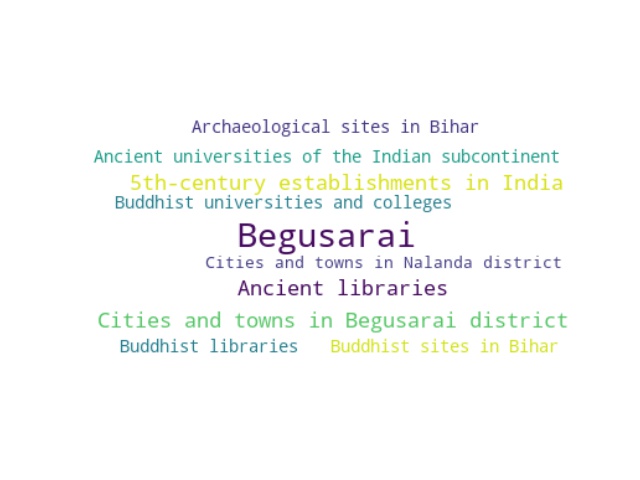 Archaeological sites in Bihar
Ancient universities of the Indian subcontinent
5th-century establishments in India
Buddhist universities and colleges
Begusarai
Cities and towns in Nalanda district
Ancient libraries
Cities and towns in Begusarai district
Buddhist libraries Buddhist sites in Bihar